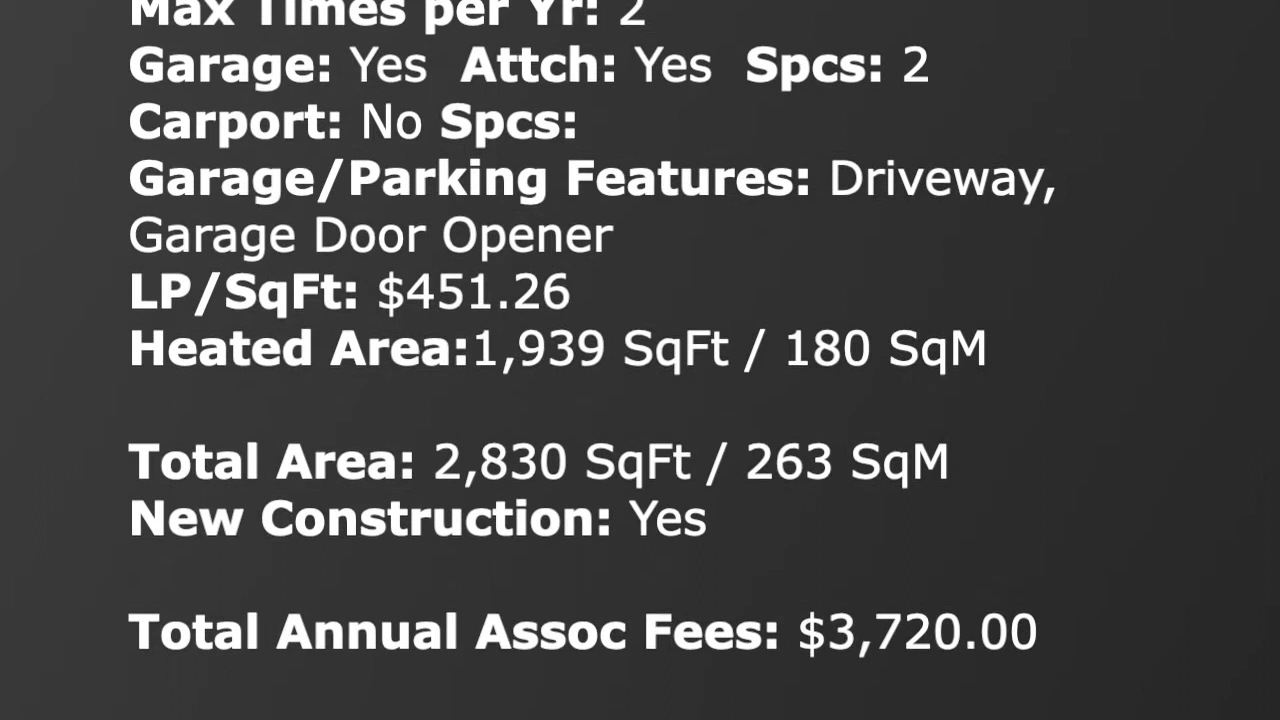 Max Times per Yr: 2
Garage: Yes Attch: Yes Spcs: 2
Carport: No Spcs:
Garage/Parking Features: Driveway,
Garage Door Opener
LP/SqFt: $451.26
Heated Area:1,939 SqFt / 180 SqM
Total Area: 2,830 SqFt / 263 SqM
New Construction: Yes
Total Annual Assoc Fees: $3,720.00